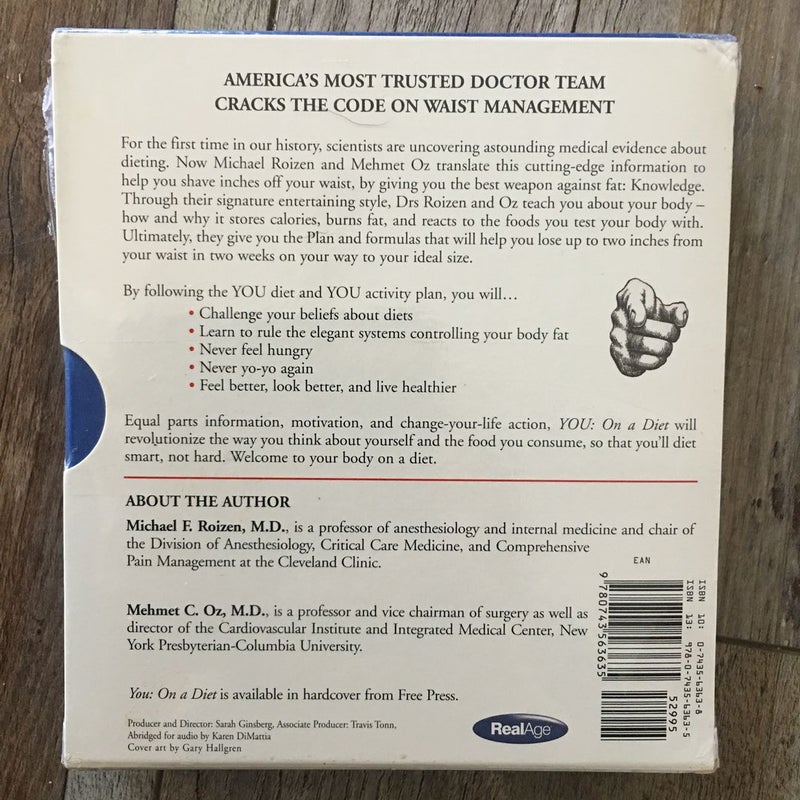 AMERICA'S MOST TRUSTED DOCTOR TEAM
CRACKS THE CODE ON WAIST MANAGEMENT
For the first time in our history, scientists are uncovering astounding medical evidence about
dieting. Now Michael Roizen and Mehmet Oz translate this cutting-edge information to
help you shave inches off your waist, by giving you the best weapon against fat: Knowledge.
Through their signature entertaining style, Drs Roizen and Oz teach you about your body –
how and why it stores calories, burns fat, and reacts to the foods you test your body with.
Ultimately, they give you the Plan and formulas that will help you lose up to two inches from
your waist in two weeks on your way to your ideal size.
By following the YOU diet and YOU activity plan, you will…
• Challenge your beliefs about diets
• Learn to rule the elegant systems controlling your body fat
• Never feel hungry
• Never yo-yo again
• Feel better, look better, and live healthier
Equal parts information, motivation, and change-your-life action, YOU: On a Diet will
revolutionize the way you think about yourself and the food you consume, so that you'll diet
smart, not hard. Welcome to your body on a diet.
ABOUT THE AUTHOR
Michael F. Roizen, M.D., is a professor of anesthesiology and internal medicine and chair of
the Division of Anesthesiology, Critical Care Medicine, and Comprehensive
Pain Management at the Cleveland Clinic.
Mehmet C. Oz, M.D., is a professor and vice chairman of surgery as well as
director of the Cardiovascular Institute and Integrated Medical Center, New
York Presbyterian-Columbia University.
You: On a Diet is available in hardcover from Free Press.
Producer and Director: Sarah Ginsberg, Associate Producer: Travis Tonn,
Abridged for audio by Karen DiMattia
Cover art by Gary Hallgren
RealAge
EAN
9 780743 563635
52995
ISBN 13: 978-0-7435-6363-5
ISBN 10: 0-7435-6363-8